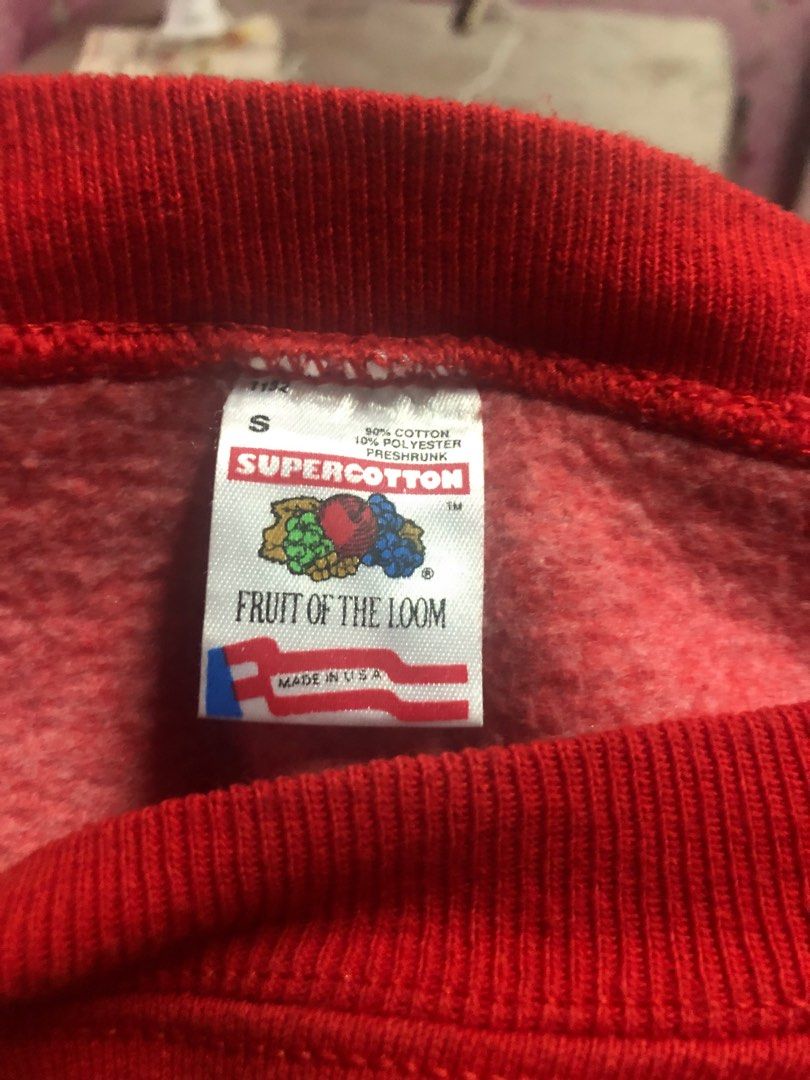 S
90% COTTON
10% POLYESTER
PRESHRUNK
SUPERCOTTON
TM
®
FRUIT OF THE LOOM
MADE IN U S A